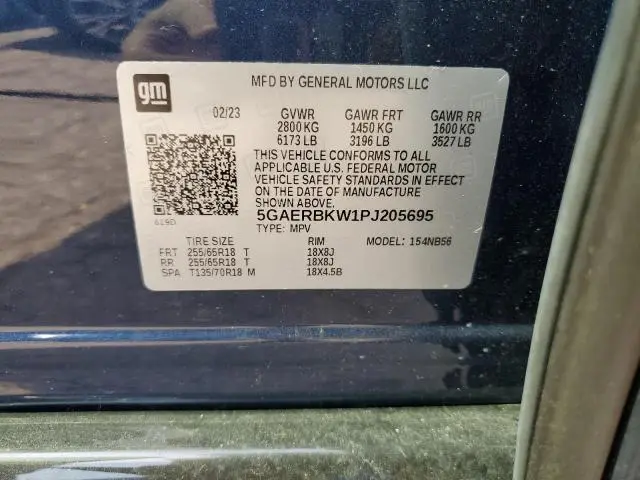 gm
MFD BY GENERAL MOTORS LLC
02/23 GVWR GAWR FRT GAWR RR
2800 KG 1450 KG 1600 KG
6173 LB 3196 LB 3527 LB
THIS VEHICLE CONFORMS TO ALL
APPLICABLE U.S. FEDERAL MOTOR
VEHICLE SAFETY STANDARDS IN EFFECT
ON THE DATE OF MANUFACTURE
SHOWN ABOVE.
619D
5GAERBKW1PJ205695
TYPE: MPV
TIRE SIZE RIM MODEL: 154NB56
FRT 255/65R18 T 18X8J
RR 255/65R18 T 18X8J
SPA T135/70R18 M 18X4.5B